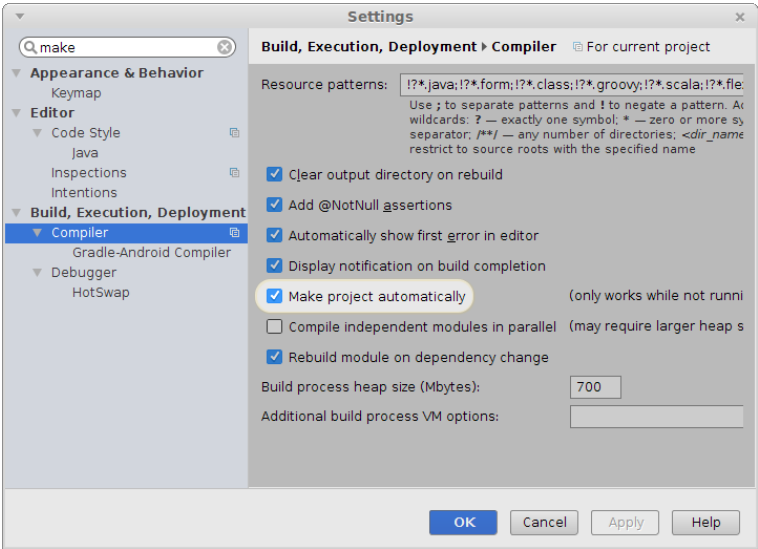 Settings
make
Appearance & Behavior
Keymap
Editor
Code Style
Java
Inspections
Intentions
Build, Execution, Deployment
Compiler
Gradle-Android Compiler
Debugger
HotSwap
Build, Execution, Deployment ▸ Compiler For current project
Resource patterns: !?*.java;!?*.form;!?*.class;!?*.groovy;!?*.scala;!?*.fle
Use ; to separate patterns and ! to negate a pattern. Ac
wildcards: ? — exactly one symbol; * — zero or more sy
separator; /**/ — any number of directories; <dir_name
restrict to source roots with the specified name
Clear output directory on rebuild
Add @NotNull assertions
Automatically show first error in editor
Display notification on build completion
Make project automatically (only works while not runni
Compile independent modules in parallel (may require larger heap s
Rebuild module on dependency change
Build process heap size (Mbytes): 700
Additional build process VM options:
OK Cancel Apply Help